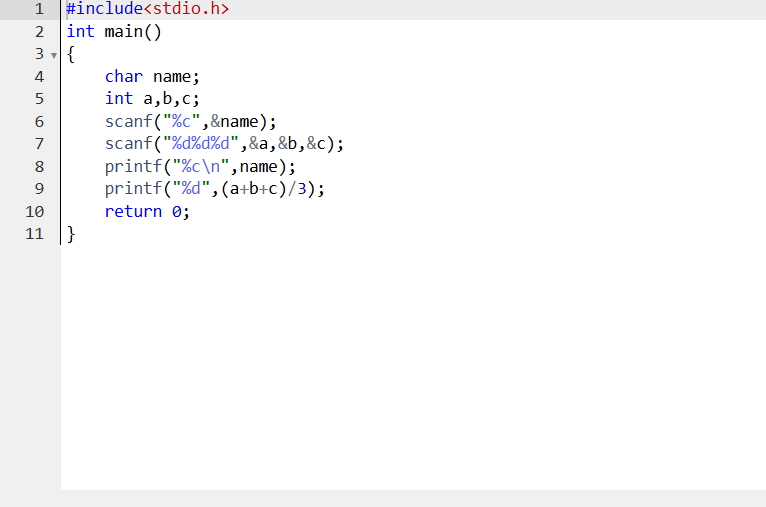 1 #include<stdio.h>
2 int main()
3 {
4     char name;
5     int a,b,c;
6     scanf("%c",&name);
7     scanf("%d%d%d",&a,&b,&c);
8     printf("%c\n",name);
9     printf("%d",(a+b+c)/3);
10     return 0;
11 }